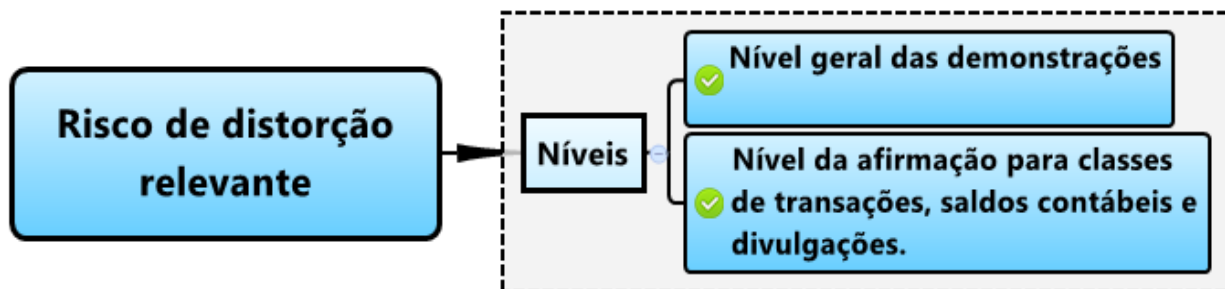 Risco de distorção
relevante
Níveis
Nível geral das demonstrações
Nível da afirmação para classes
de transações, saldos contábeis e
divulgações.